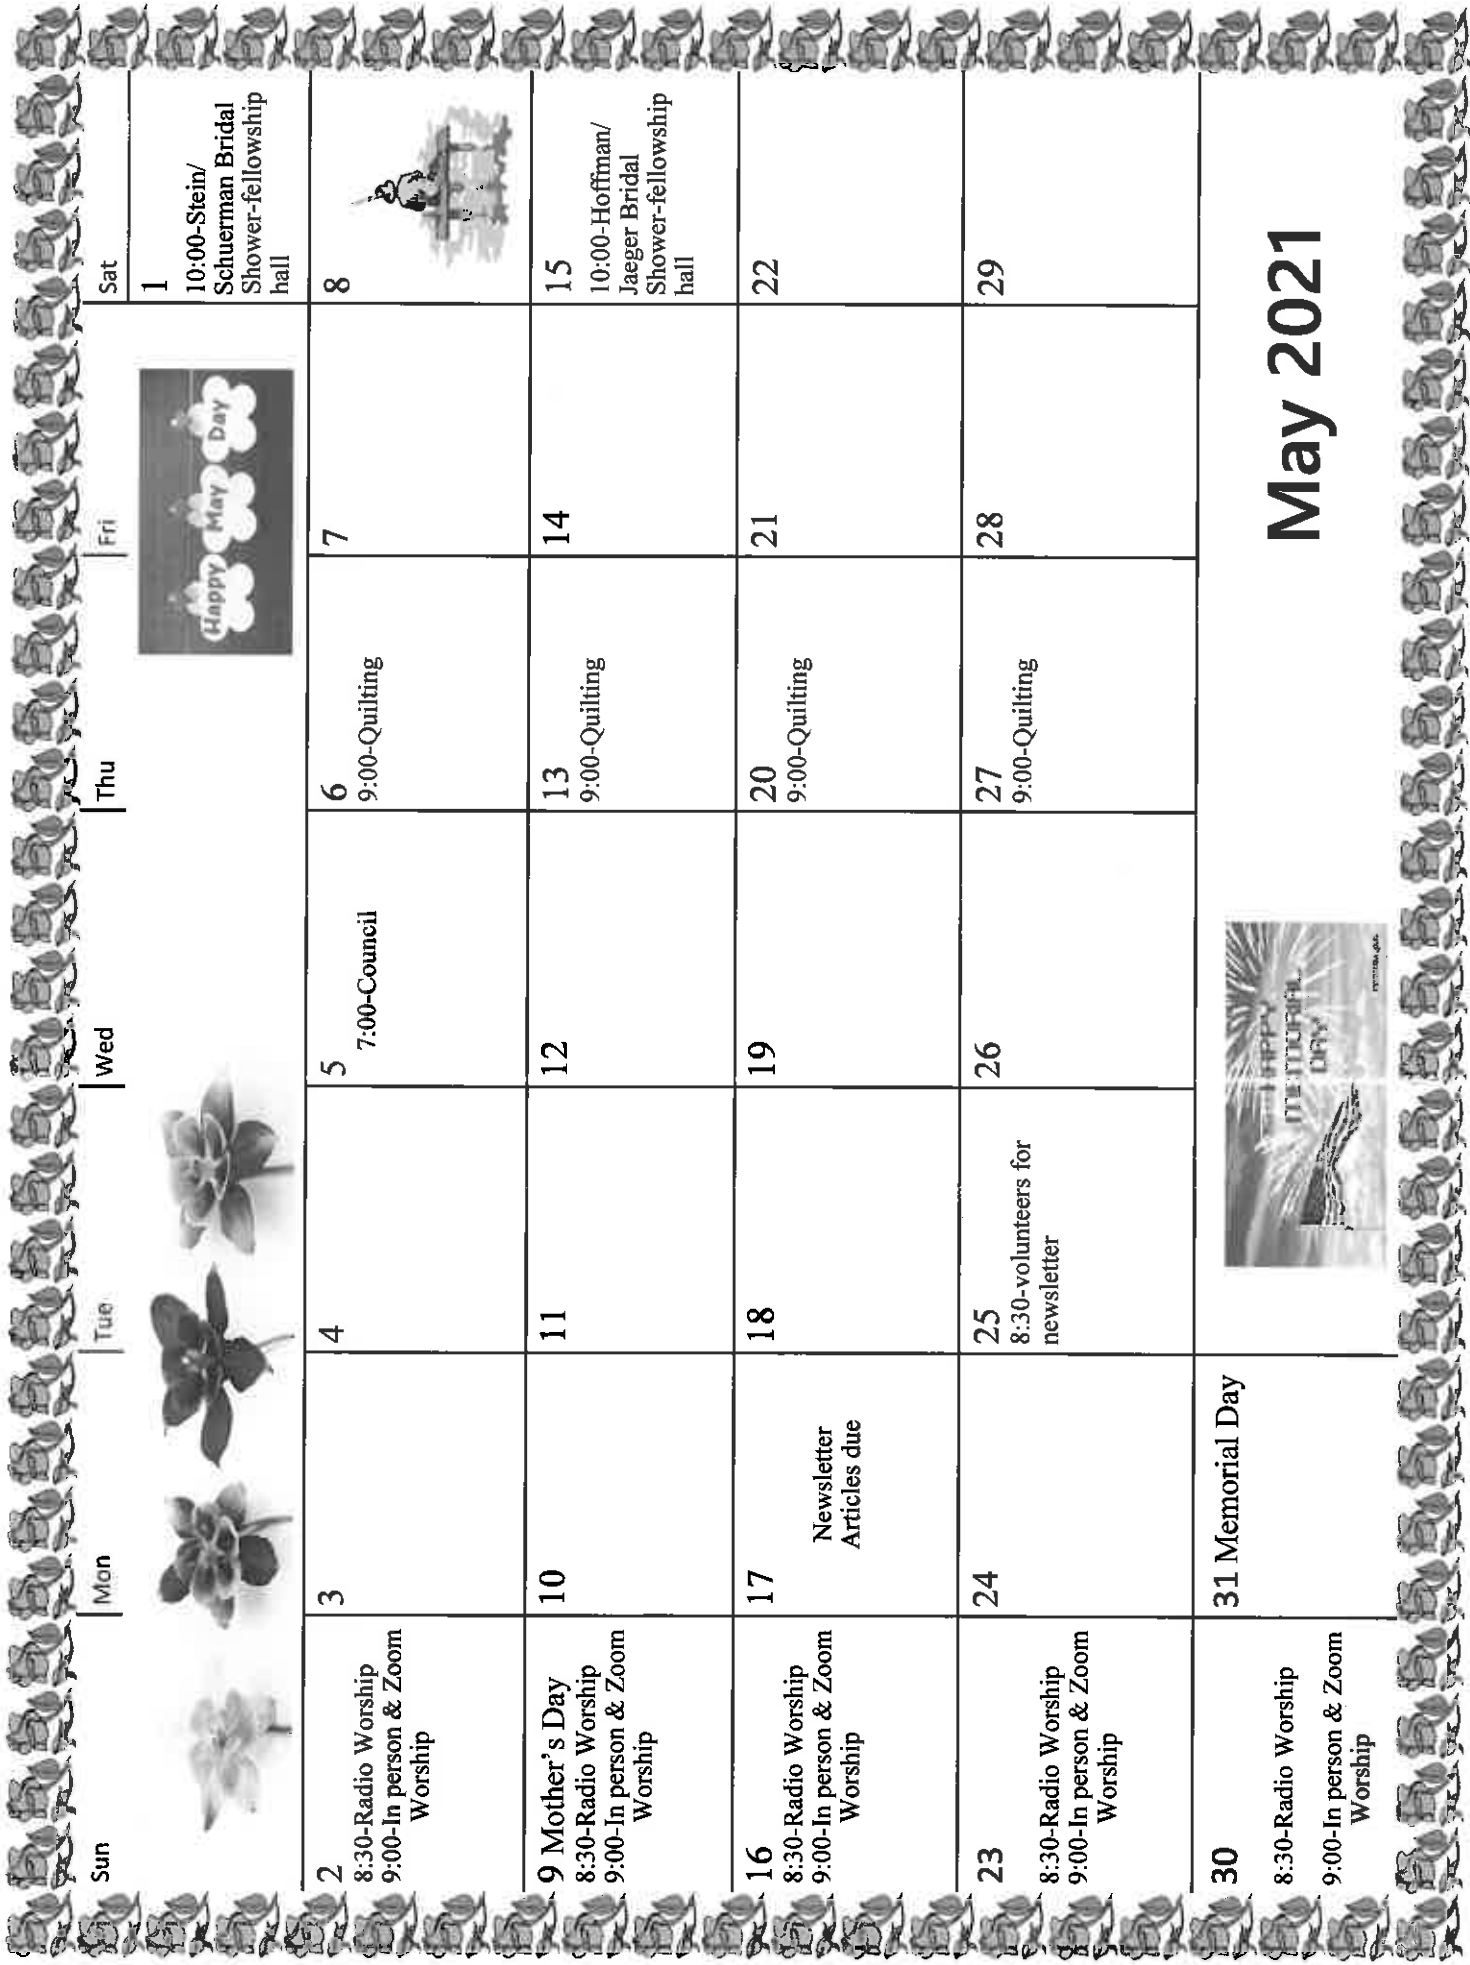 Sun
Mon
Tue
Wed
Thu
Fri
Sat
Happy May Day
1
10:00-Stein/
Schuerman Bridal
Shower-fellowship
hall
2
8:30-Radio Worship
9:00-In person & Zoom
Worship
3
4
5
7:00-Council
6
9:00-Quilting
7
8
9 Mother's Day
8:30-Radio Worship
9:00-In person & Zoom
Worship
10
11
12
13
9:00-Quilting
14
15
10:00-Hoffman/
Jaeger Bridal
Shower-fellowship
hall
16
8:30-Radio Worship
9:00-In person & Zoom
Worship
17
Newsletter
Articles due
18
19
20
9:00-Quilting
21
22
23
8:30-Radio Worship
9:00-In person & Zoom
Worship
24
25
8:30-volunteers for
newsletter
26
27
9:00-Quilting
28
29
30
8:30-Radio Worship
9:00-In person & Zoom
Worship
31 Memorial Day
HAPPY
MEMORIAL
DAY
May 2021